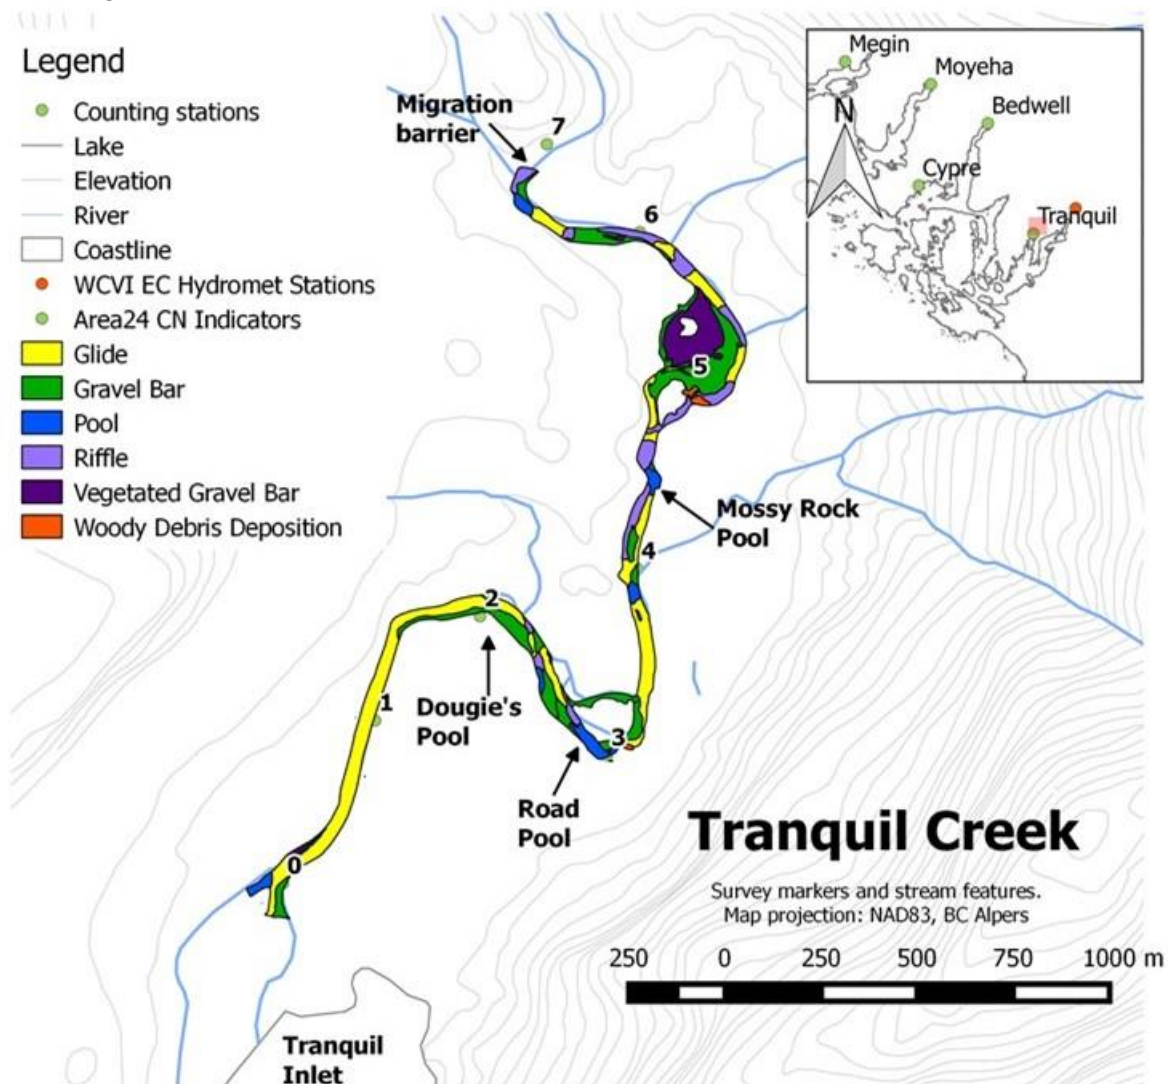 Legend
Counting stations
Lake
Elevation
River
Coastline
WCVI EC Hydromet Stations
Area24 CN Indicators
Glide
Gravel Bar
Pool
Riffle
Vegetated Gravel Bar
Woody Debris Deposition
Migration
barrier
7
6
5
Mossy Rock
Pool
4
2
1
Dougie's
Pool
3
Road
Pool
0
Tranquil
Inlet
Megin
Moyeha
N
Bedwell
Cypre
Tranquil
Tranquil Creek
Survey markers and stream features.
Map projection: NAD83, BC Alpers
250 0 250 500 1000 m